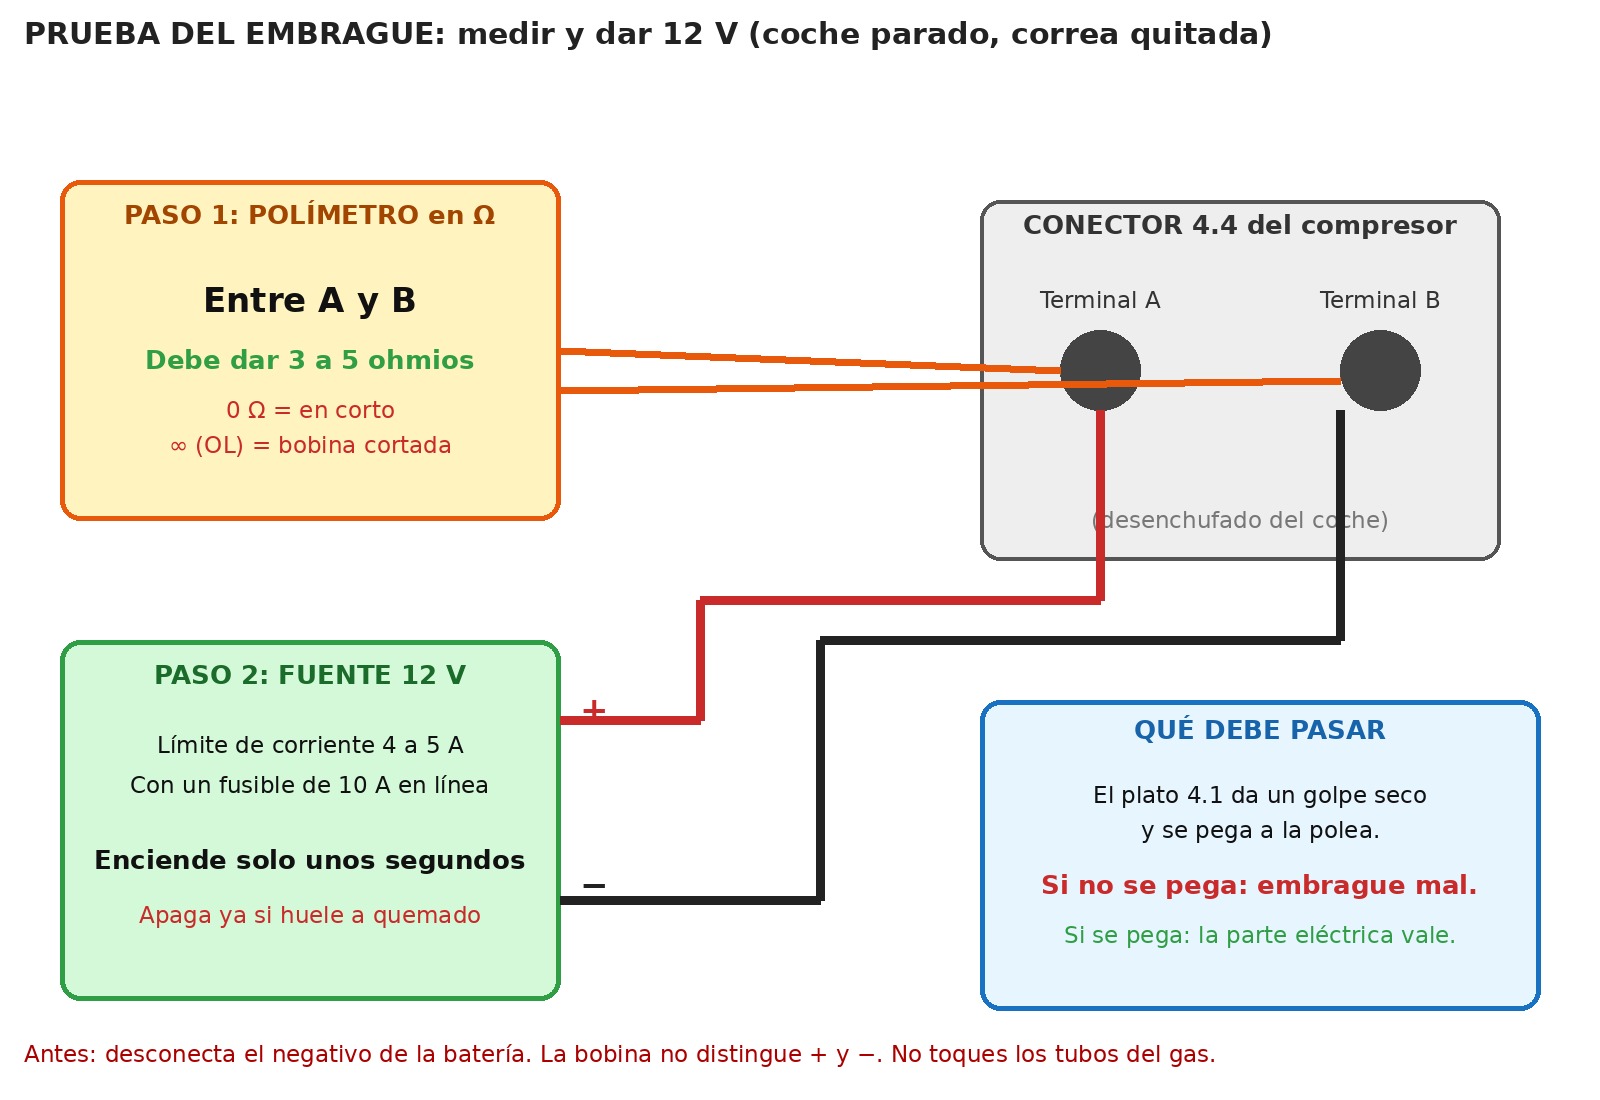 PRUEBA DEL EMBRAGUE: medir y dar 12 V (coche parado, correa quitada)
PASO 1: POLÍMETRO en Ω
Entre A y B
Debe dar 3 a 5 ohmios
0 Ω = en corto
∞ (OL) = bobina cortada
CONECTOR 4.4 del compresor
Terminal A
Terminal B
(desenchufado del coche)
PASO 2: FUENTE 12 V
Límite de corriente 4 a 5 A
Con un fusible de 10 A en línea
Enciende solo unos segundos
Apaga ya si huele a quemado
+
−
QUÉ DEBE PASAR
El plato 4.1 da un golpe seco
y se pega a la polea.
Si no se pega: embrague mal.
Si se pega: la parte eléctrica vale.
Antes: desconecta el negativo de la batería. La bobina no distingue + y −. No toques los tubos del gas.